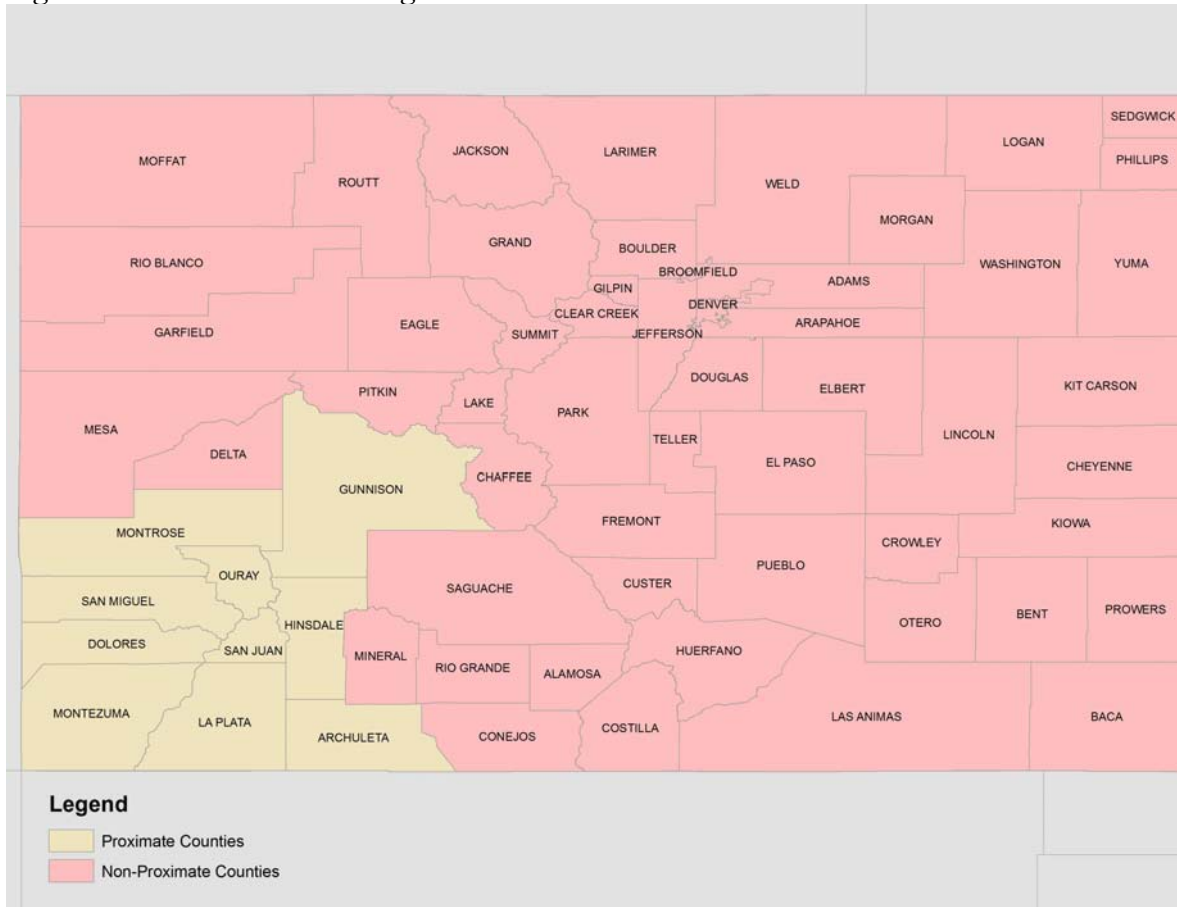 SEDGWICK
LOGAN
MOFFAT
JACKSON
LARIMER
PHILLIPS
ROUTT
WELD
MORGAN
GRAND
BOULDER
RIO BLANCO
WASHINGTON
YUMA
BROOMFIELD
ADAMS
GILPIN
DENVER
CLEAR CREEK
EAGLE
ARAPAHOE
GARFIELD
SUMMIT
JEFFERSON
DOUGLAS
ELBERT
KIT CARSON
PITKIN
LAKE
PARK
MESA
TELLER
LINCOLN
DELTA
EL PASO
CHEYENNE
CHAFFEE
GUNNISON
FREMONT
KIOWA
MONTROSE
CROWLEY
PUEBLO
OURAY
CUSTER
SAGUACHE
SAN MIGUEL
PROWERS
BENT
OTERO
HINSDALE
DOLORES
SAN JUAN
MINERAL
HUERFANO
RIO GRANDE
ALAMOSA
MONTEZUMA
LA PLATA
LAS ANIMAS
BACA
COSTILLA
ARCHULETA
CONEJOS
Legend
Proximate Counties
Non-Proximate Counties